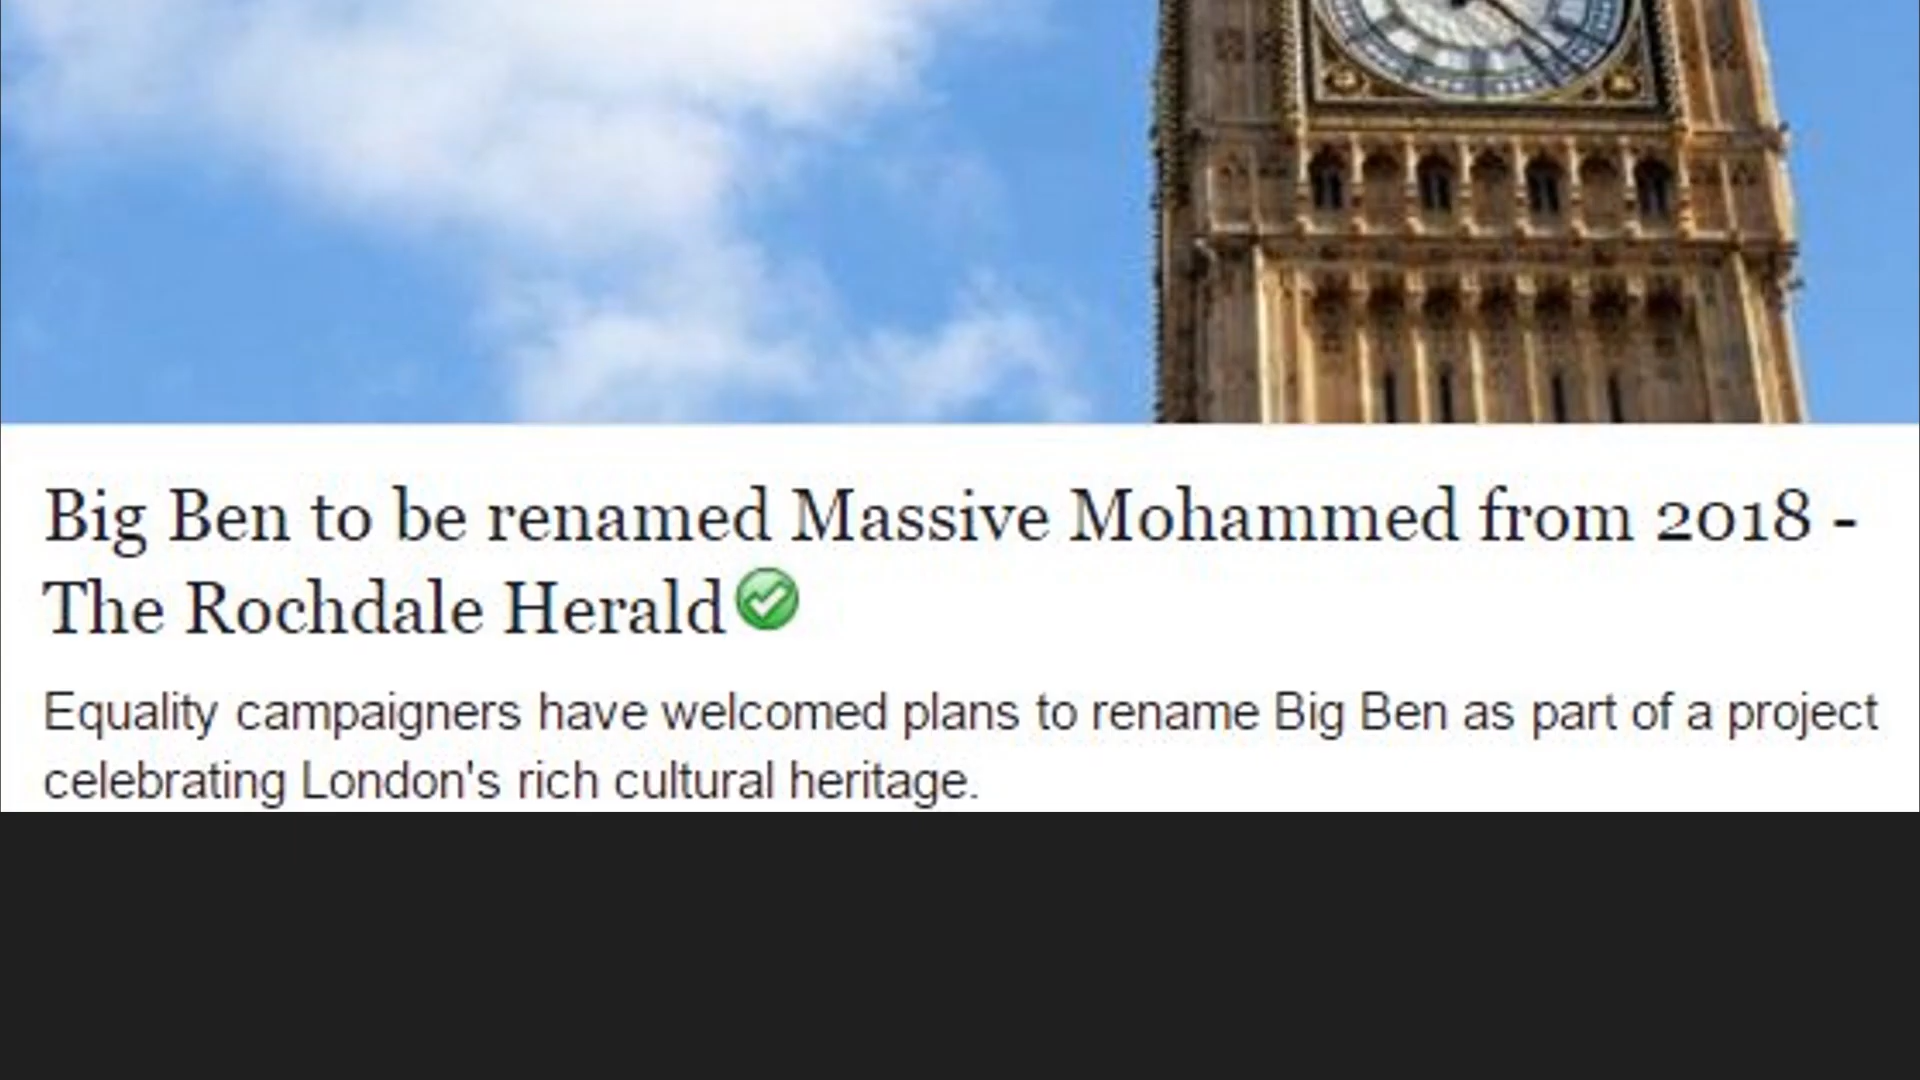 Big Ben to be renamed Massive Mohammed from 2018 -
The Rochdale Herald
Equality campaigners have welcomed plans to rename Big Ben as part of a project
celebrating London's rich cultural heritage.